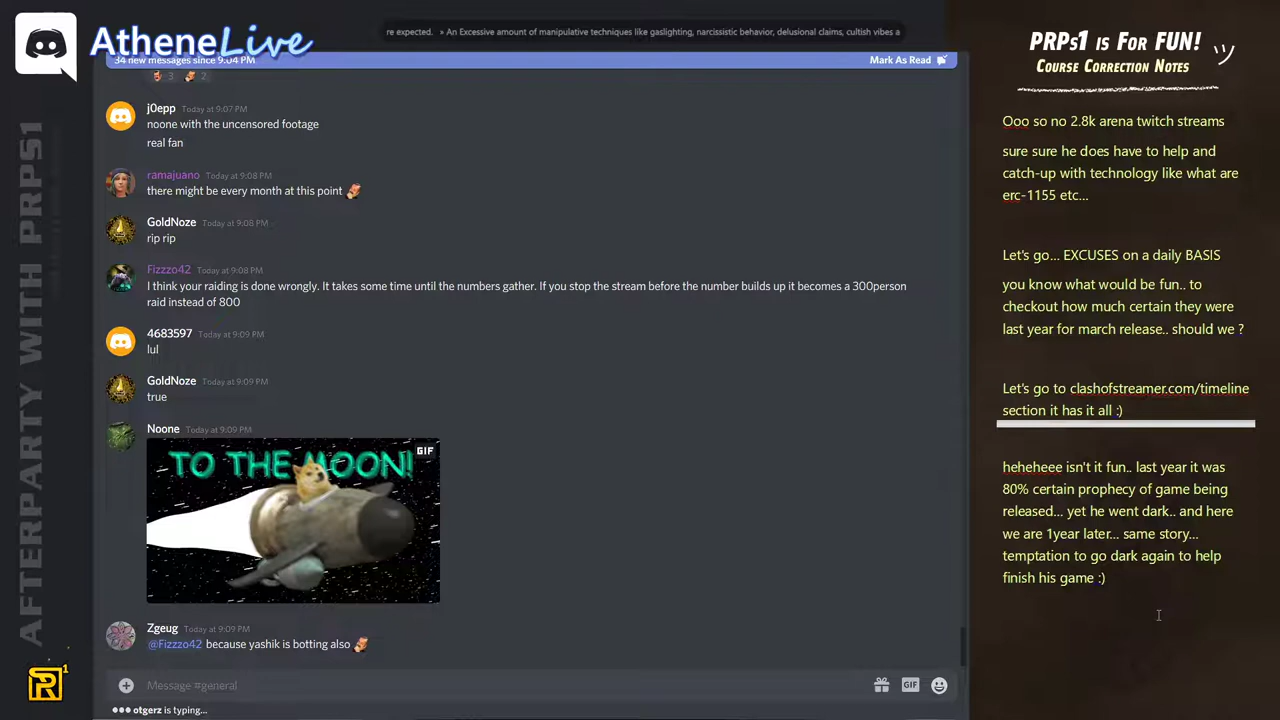 AtheneLive
re expected. » An Excessive amount of manipulative techniques like gaslighting, narcissistic behavior, delusional claims, cultish vibes a
34 new messages since 9:04 PM
Mark As Read
3 2
j0epp Today at 9:07 PM
noone with the uncensored footage
real fan
ramajuano Today at 9:08 PM
there might be every month at this point
GoldNoze Today at 9:08 PM
rip rip
Fizzzo42 Today at 9:08 PM
I think your raiding is done wrongly. It takes some time until the numbers gather. If you stop the stream before the number builds up it becomes a 300person
raid instead of 800
4683597 Today at 9:09 PM
lul
GoldNoze Today at 9:09 PM
true
Noone Today at 9:09 PM
TO THE MOON!
GIF
Zgeug Today at 9:09 PM
@Fizzzo42 because yashik is botting also
Message #general
GIF
otgerz is typing...
AFTERPARTY WITH PRPS1
R1
PRPs1 is For FUN!
Course Correction Notes
ツ
Ooo so no 2.8k arena twitch streams
sure sure he does have to help and
catch-up with technology like what are
erc-1155 etc...
Let's go... EXCUSES on a daily BASIS
you know what would be fun.. to
checkout how much certain they were
last year for march release.. should we ?
Let's go to clashofstreamer.com/timeline
section it has it all :)
heheheee isn't it fun.. last year it was
80% certain prophecy of game being
released... yet he went dark.. and here
we are 1year later... same story...
temptation to go dark again to help
finish his game :)